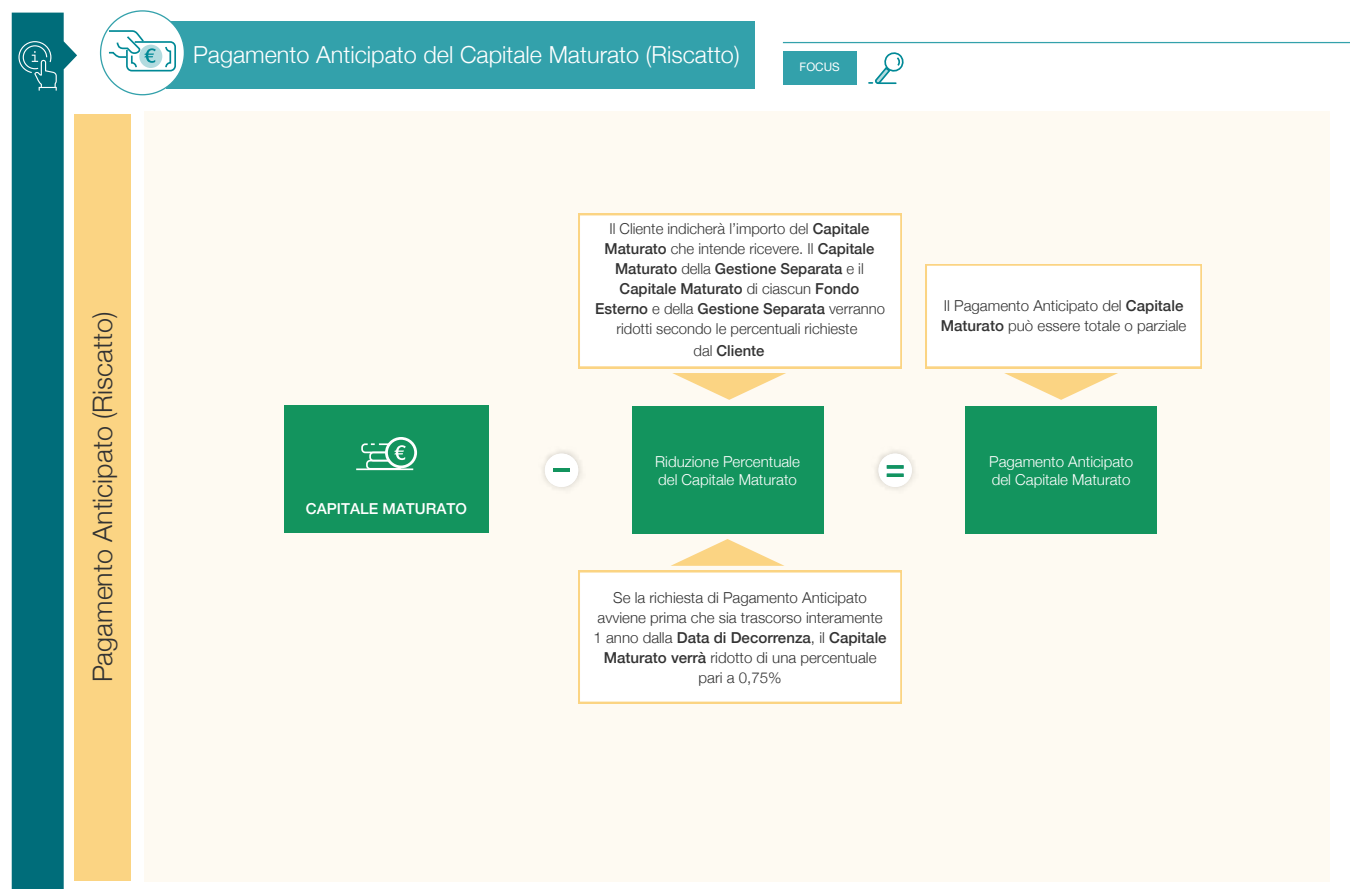 Pagamento Anticipato del Capitale Maturato (Riscatto)
FOCUS
Pagamento Anticipato (Riscatto)
Il Cliente indicherà l'importo del Capitale
Maturato che intende ricevere. Il Capitale
Maturato della Gestione Separata e il
Capitale Maturato di ciascun Fondo
Esterno e della Gestione Separata verranno
ridotti secondo le percentuali richieste
dal Cliente
Il Pagamento Anticipato del Capitale
Maturato può essere totale o parziale
€
CAPITALE MATURATO
−
Riduzione Percentuale
del Capitale Maturato
=
Pagamento Anticipato
del Capitale Maturato
Se la richiesta di Pagamento Anticipato
avviene prima che sia trascorso interamente
1 anno dalla Data di Decorrenza, il Capitale
Maturato verrà ridotto di una percentuale
pari a 0,75%